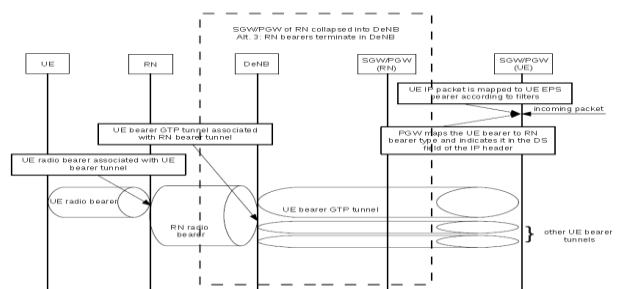 SGW/PGW of RN collapsed into DeNB
Alt. 3: RN bearers terminate in DeNB
UE
RN
DeNB
SGW/PGW
(RN)
SGW/PGW
(UE)
UE IP packet is mapped to UE EPS
bearer according to filters
incoming packet
UE bearer GTP tunnel associated
with RN bearer tunnel
PGW maps the UE bearer to RN
bearer type and indicates it in the DS
field of the IP header
UE radio bearer associated with UE
bearer tunnel
UE radio bearer
UE bearer GTP tunnel
RN radio
bearer
other UE bearer
tunnels